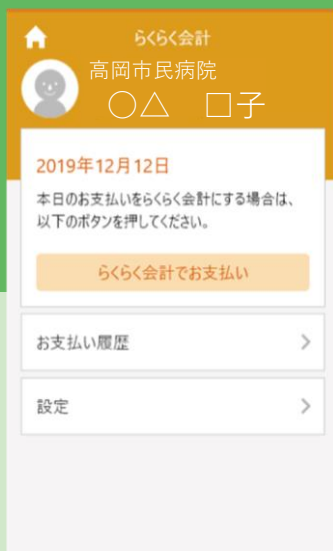 らくらく会計
高岡市民病院
○△ □子
2019年12月12日
本日のお支払いをらくらく会計にする場合は、
以下のボタンを押してください。
らくらく会計でお支払い
お支払い履歴
設定